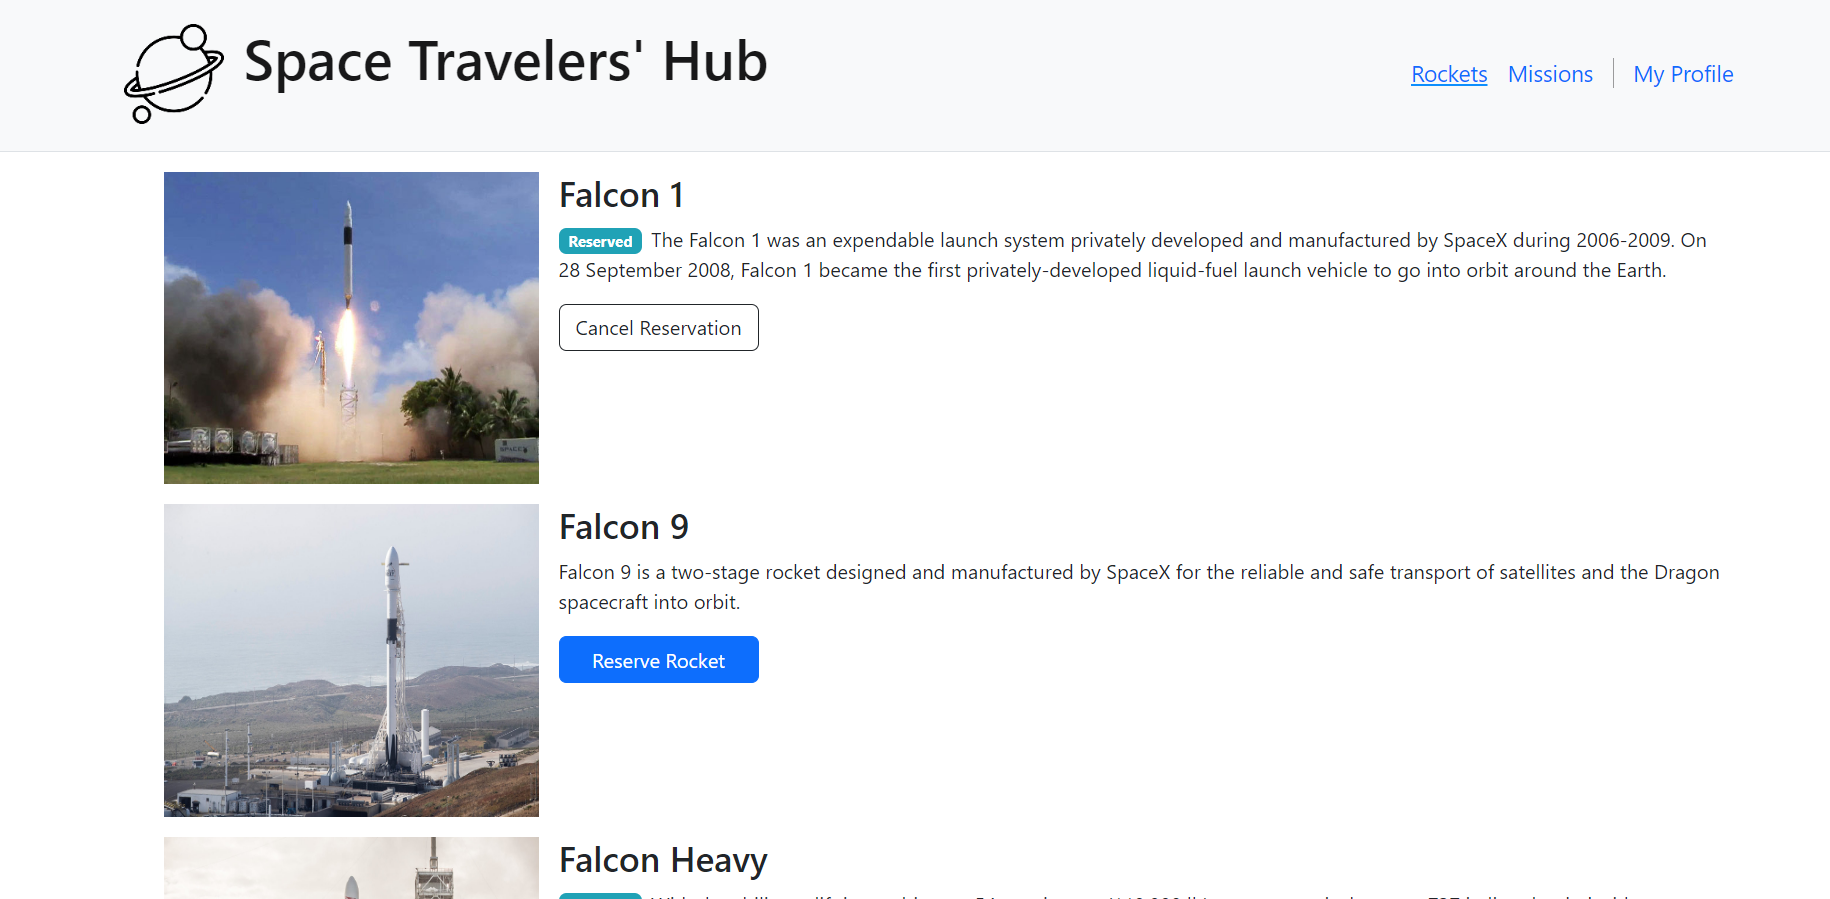 Space Travelers' Hub
Rockets Missions My Profile
Falcon 1
Reserved The Falcon 1 was an expendable launch system privately developed and manufactured by SpaceX during 2006-2009. On
28 September 2008, Falcon 1 became the first privately-developed liquid-fuel launch vehicle to go into orbit around the Earth.
Cancel Reservation
SPACEX
Falcon 9
Falcon 9 is a two-stage rocket designed and manufactured by SpaceX for the reliable and safe transport of satellites and the Dragon
spacecraft into orbit.
Reserve Rocket
Falcon Heavy